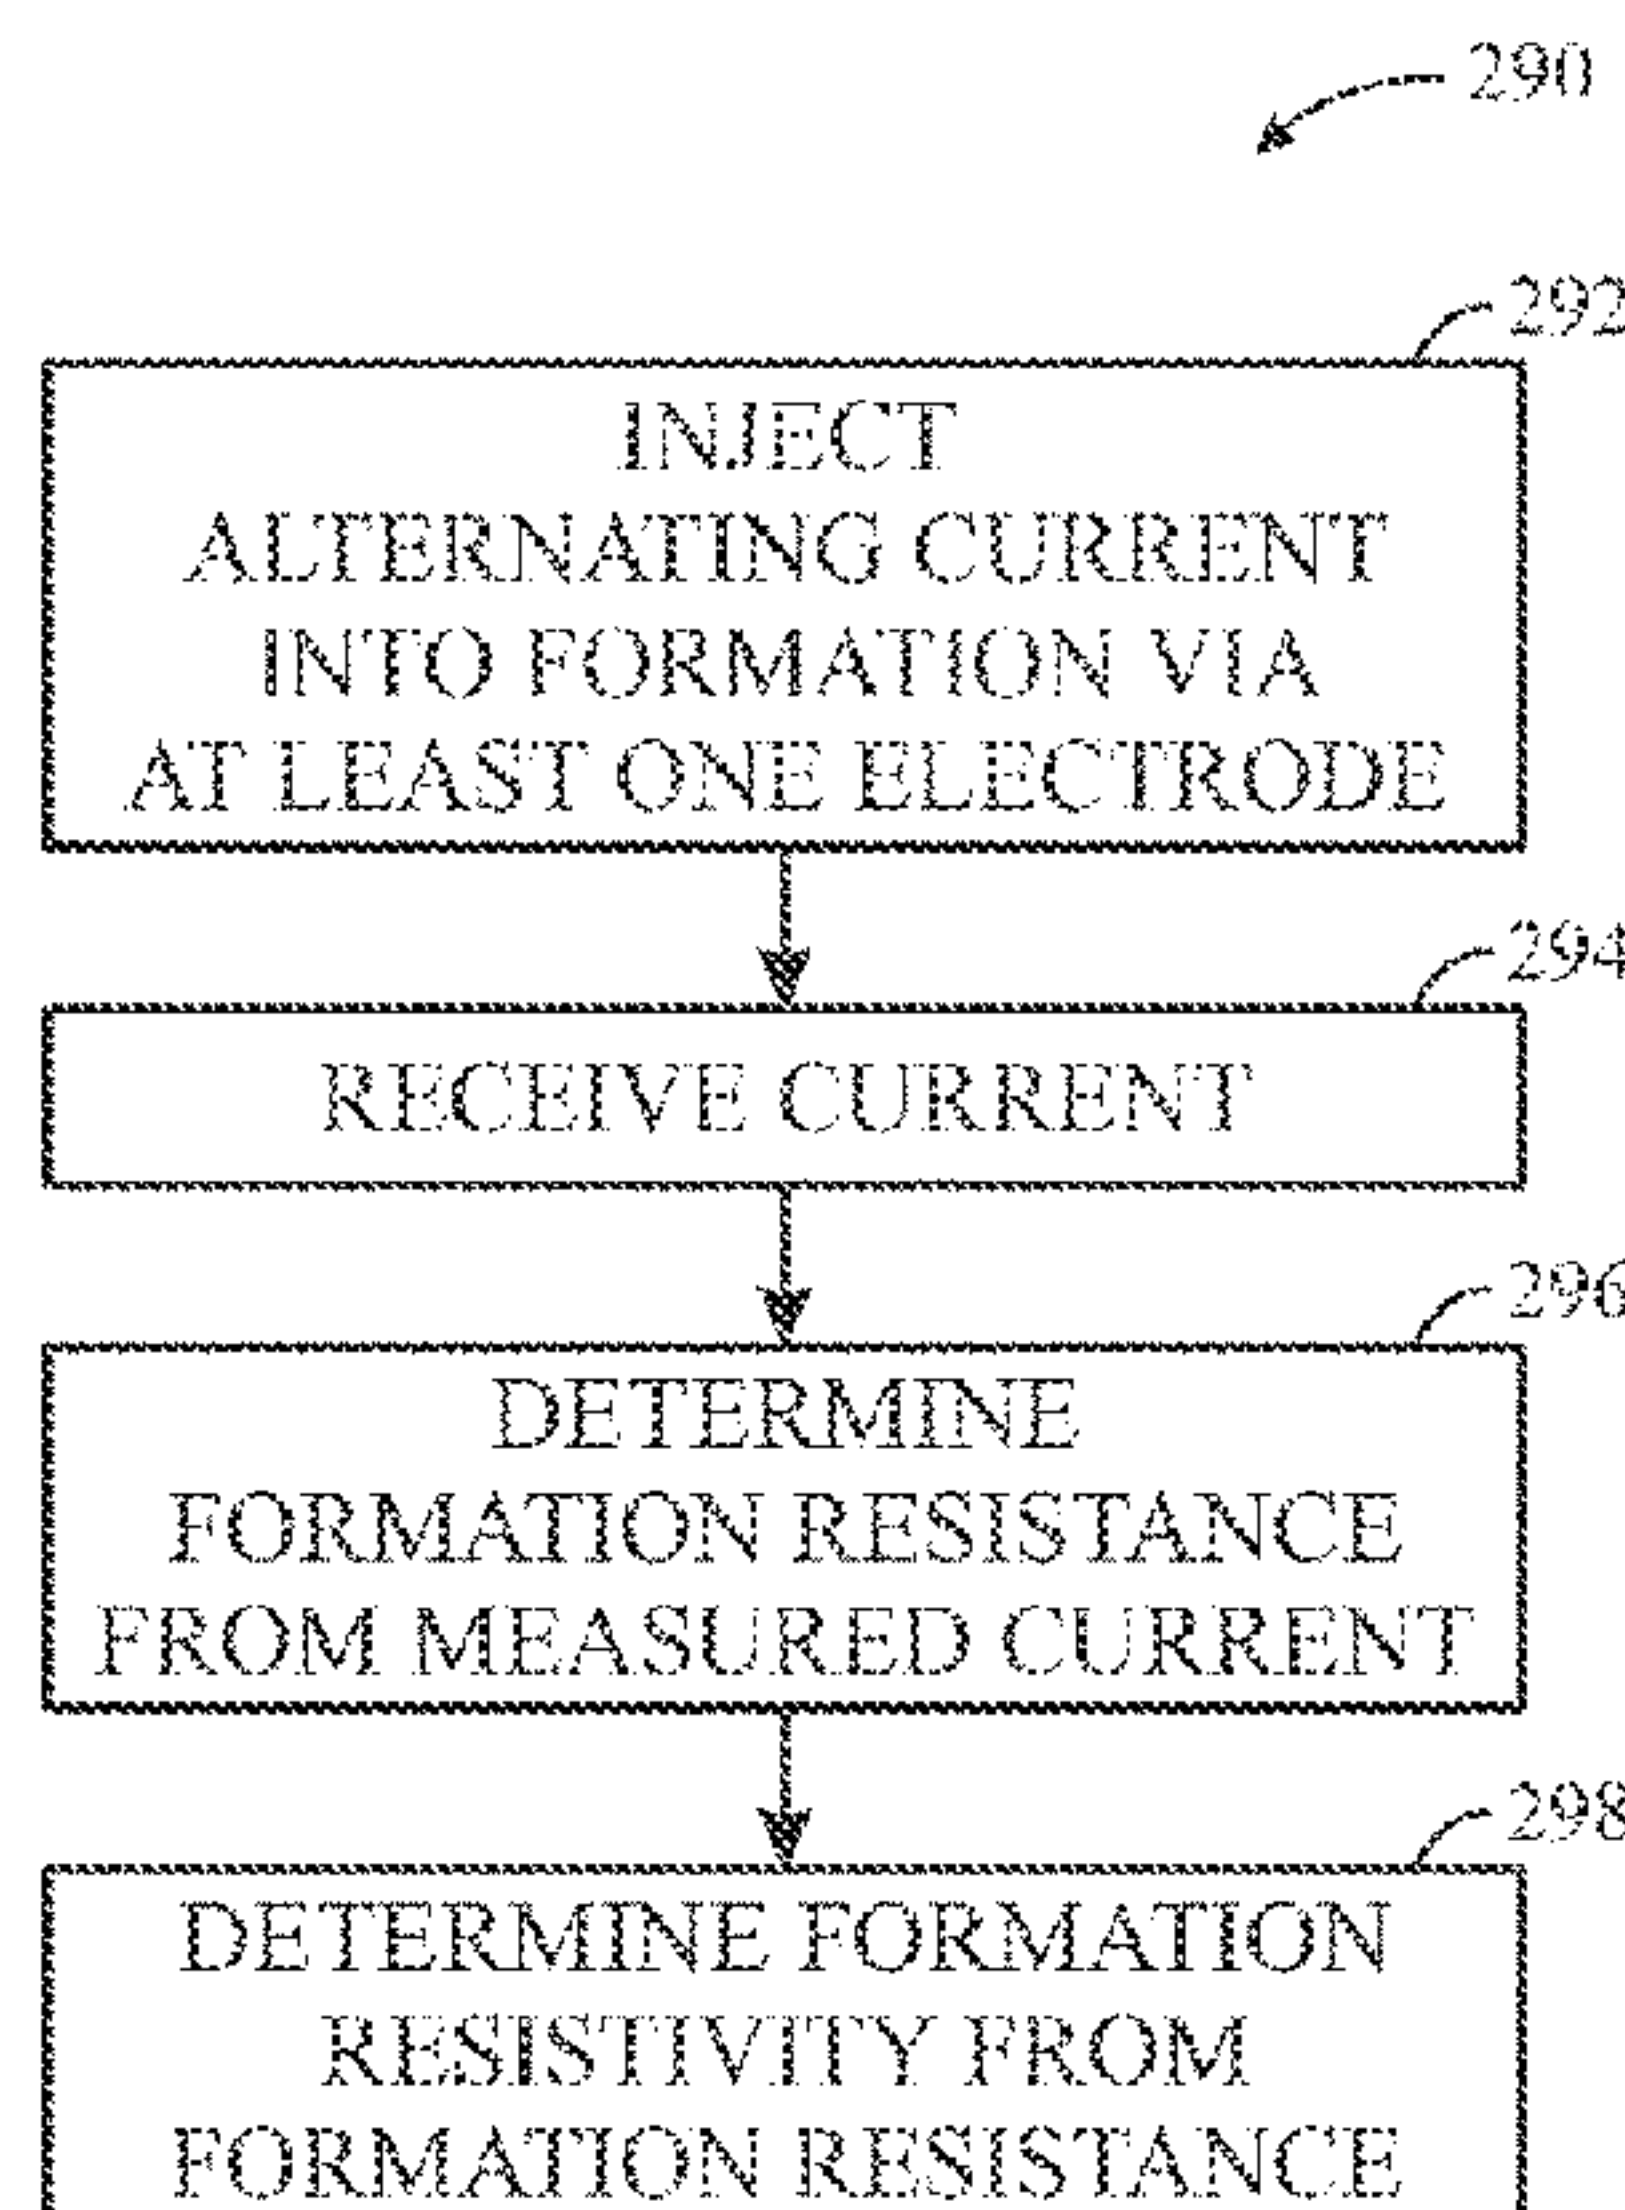 290
292
INJECT
ALTERNATING CURRENT
INTO FORMATION VIA
AT LEAST ONE ELECTRODE
294
RECEIVE CURRENT
296
DETERMINE
FORMATION RESISTANCE
FROM MEASURED CURRENT
298
DETERMINE FORMATION
RESISTIVITY FROM
FORMATION RESISTANCE